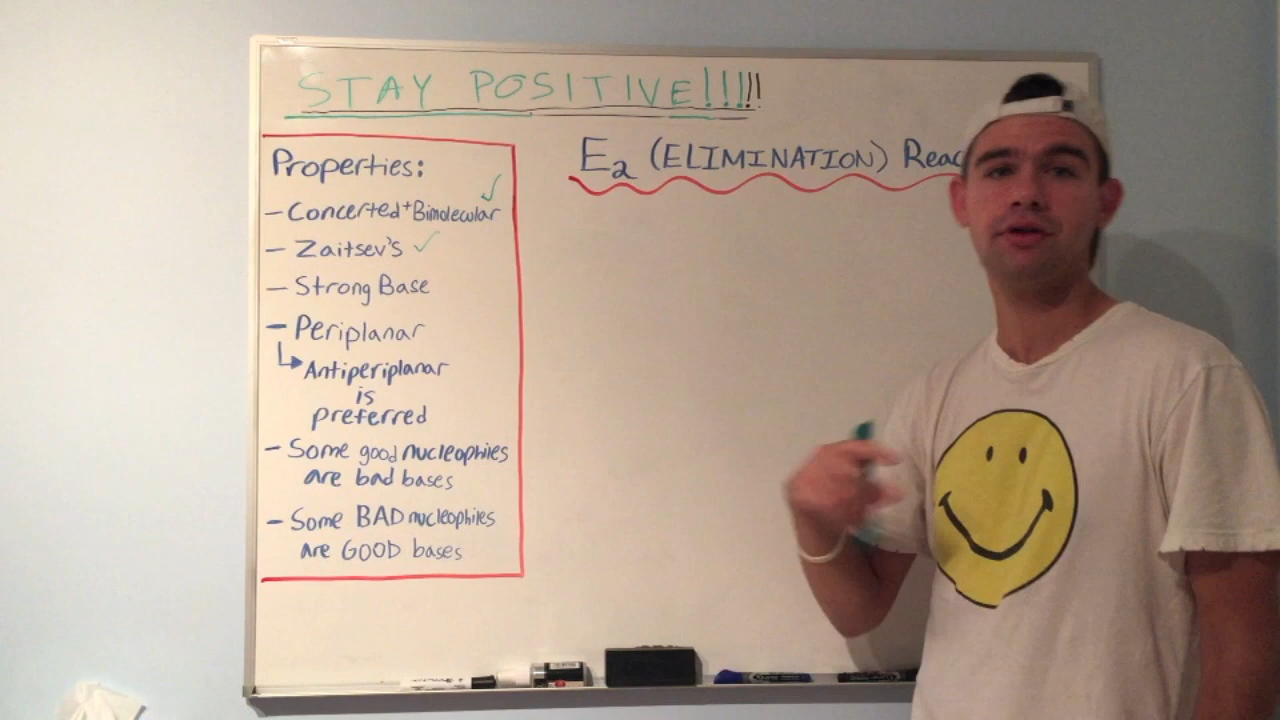 STAY POSITIVE!!!!!!
Properties:
- Concerted + Bimolecular ✓
- Zaitsev's ✓
- Strong Base
- Periplanar
↳ Antiperiplanar
is
preferred
- Some good nucleophiles
are bad bases
- Some BAD nucleophiles
are GOOD bases
E2 (ELIMINATION) Reac